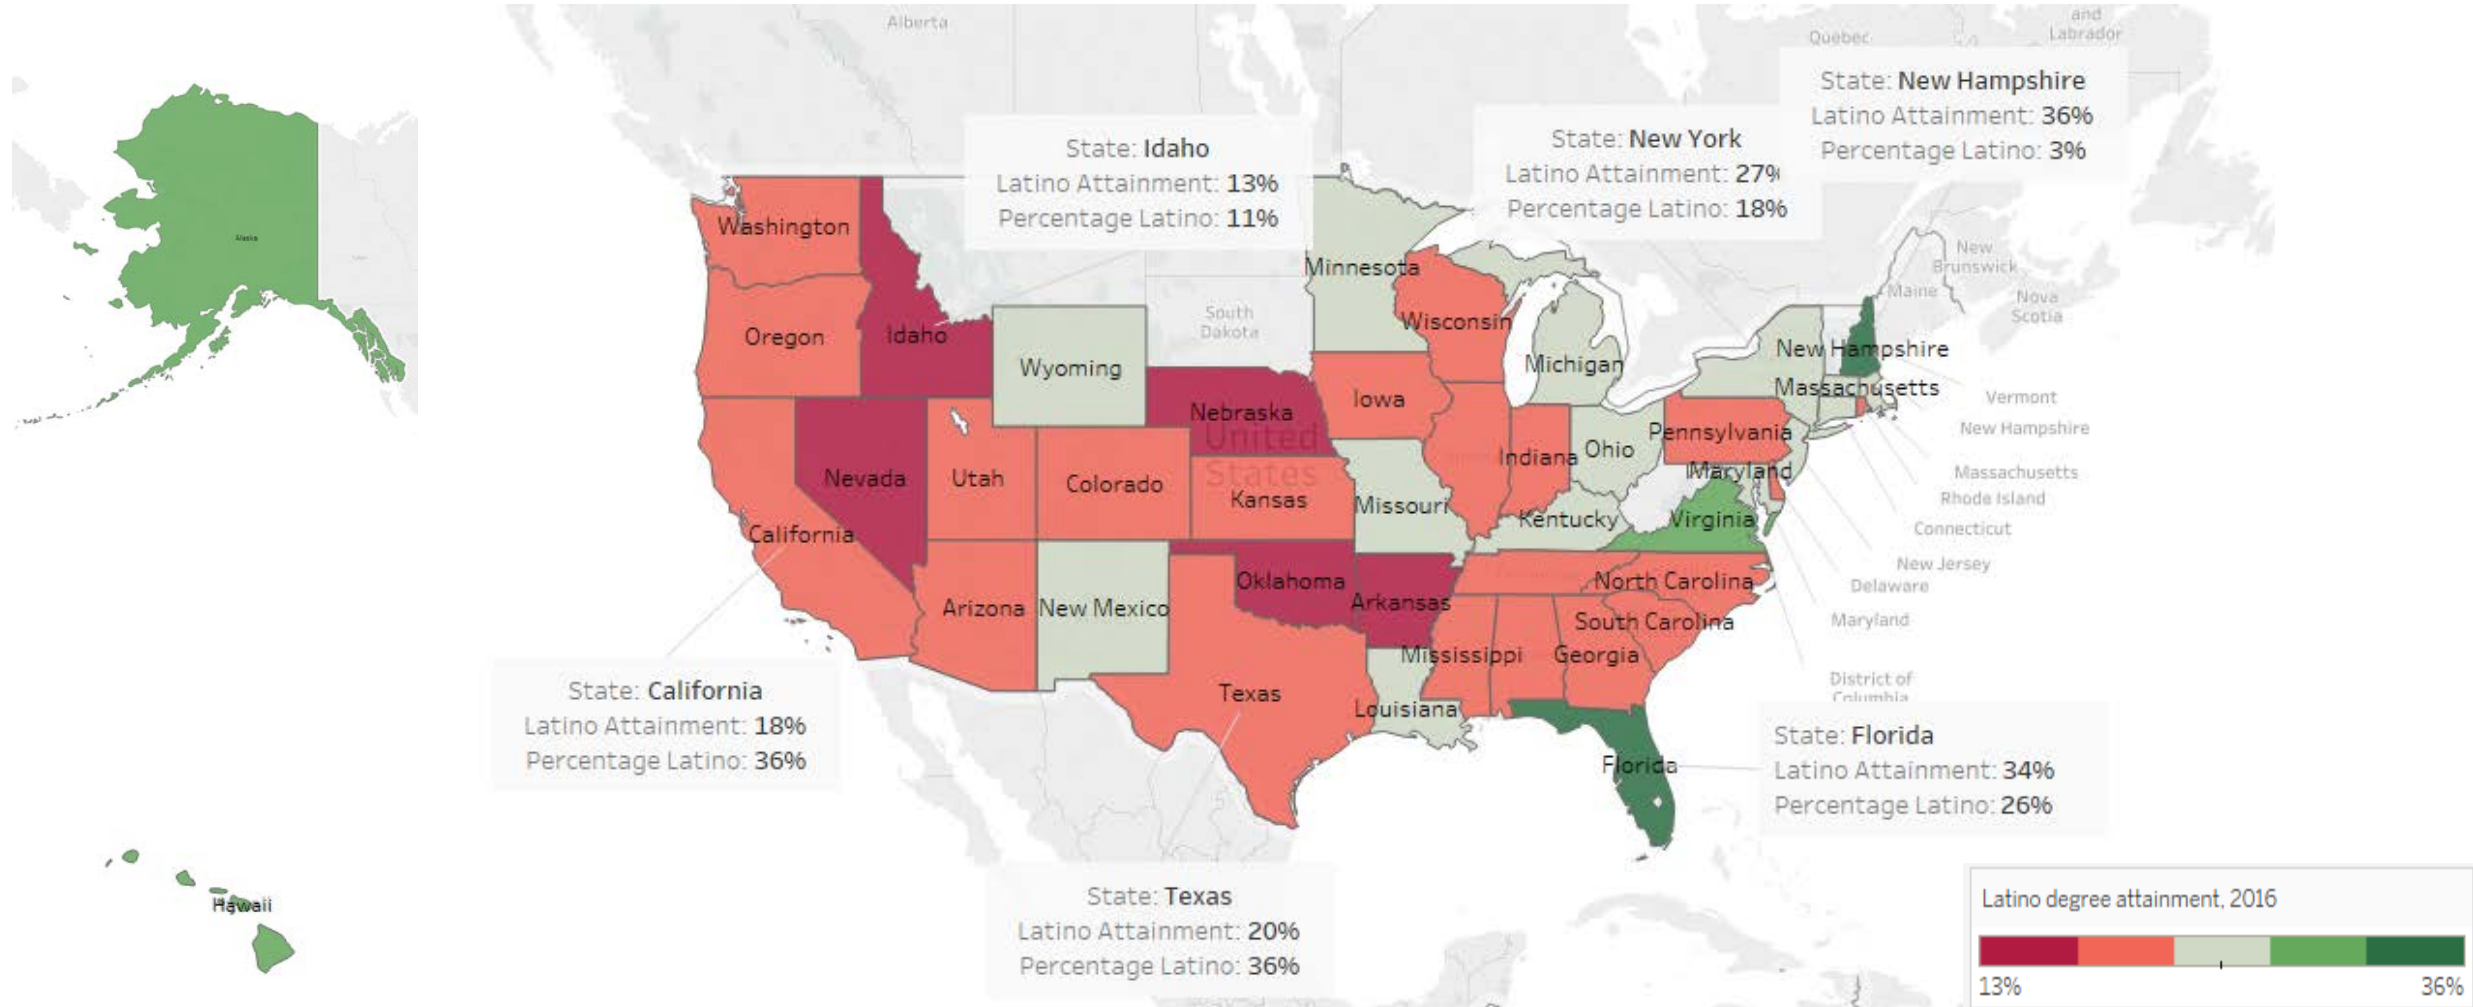 Alberta
Quebec
and
Labrador
State: New Hampshire
Latino Attainment: 36%
Percentage Latino: 3%
State: New York
Latino Attainment: 27%
Percentage Latino: 18%
State: Idaho
Latino Attainment: 13%
Percentage Latino: 11%
Alaska
Washington
Minnesota
New
Brunswick
Maine
Nova
Scotia
South
Dakota
Oregon
Idaho
Wisconsin
Wyoming
Michigan
New Hampshire
Massachusetts
Vermont
Iowa
Nebraska
New Hampshire
United
States
Pennsylvania
Ohio
Indiana
Maryland
Massachusetts
Nevada
Utah
Colorado
Kansas
Rhode Island
Missouri
Kentucky
Virginia
Connecticut
California
New Jersey
Oklahoma
North Carolina
Delaware
Arizona
New Mexico
Arkansas
South Carolina
Maryland
Mississippi
Georgia
District of
Columbia
State: California
Latino Attainment: 18%
Percentage Latino: 36%
Texas
Louisiana
Florida
State: Florida
Latino Attainment: 34%
Percentage Latino: 26%
Hawaii
State: Texas
Latino Attainment: 20%
Percentage Latino: 36%
Latino degree attainment, 2016
13%
36%